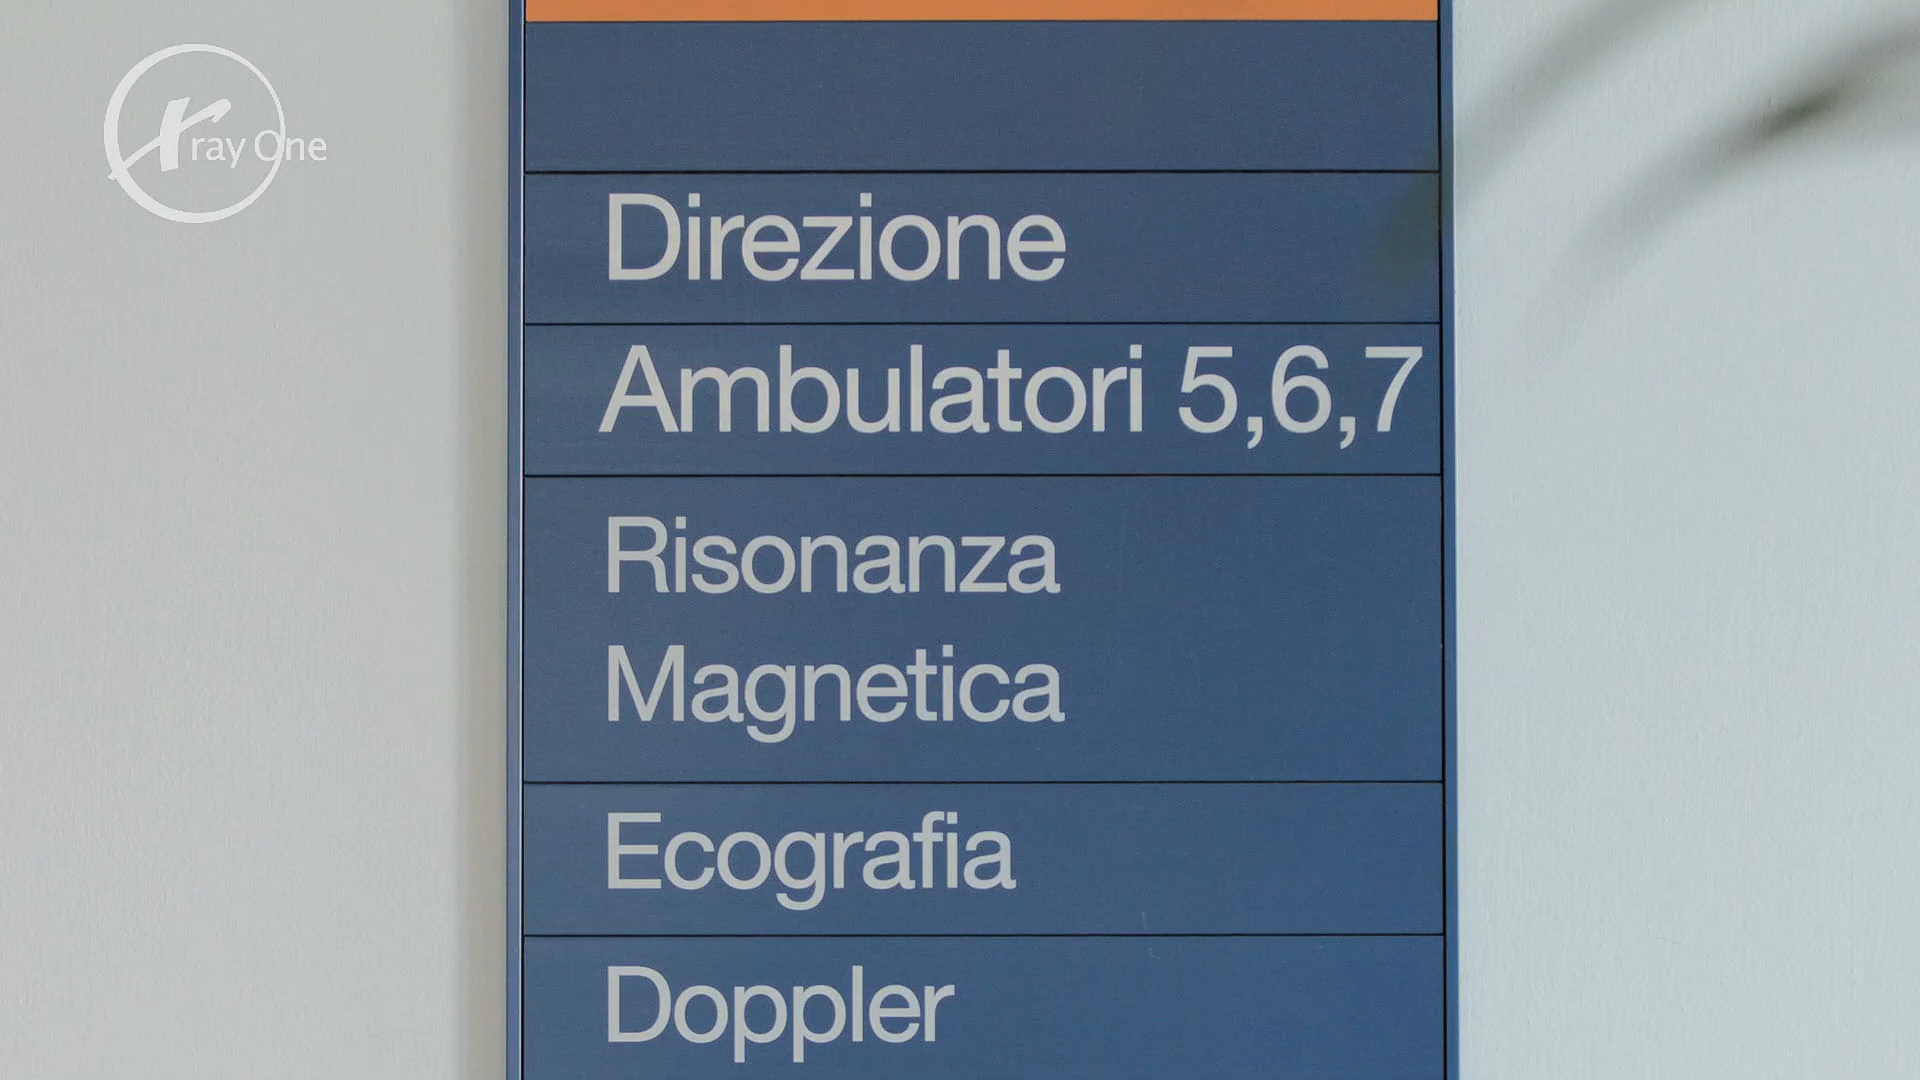 Xray One
Direzione
Ambulatori 5,6,7
Risonanza
Magnetica
Ecografia
Doppler